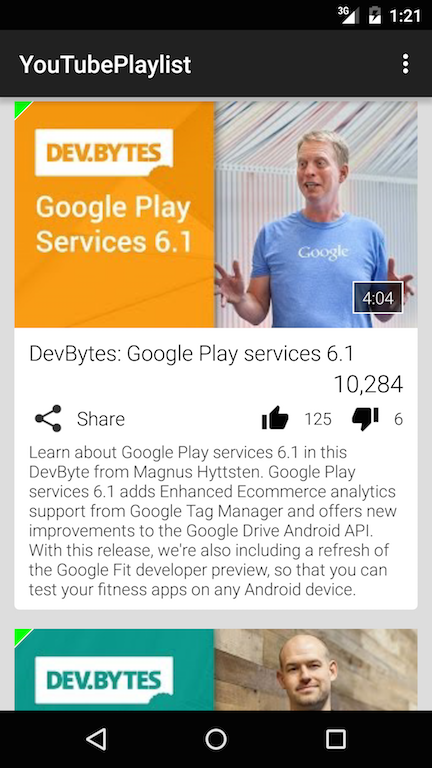 3G 1:21
YouTubePlaylist
DEV.BYTES
Google Play
Services 6.1
Google
4:04
DevBytes: Google Play services 6.1
10,284
Share 125 6
Learn about Google Play services 6.1 in this
DevByte from Magnus Hyttsten. Google Play
services 6.1 adds Enhanced Ecommerce analytics
support from Google Tag Manager and offers new
improvements to the Google Drive Android API.
With this release, we're also including a refresh of
the Google Fit developer preview, so that you can
test your fitness apps on any Android device.
DEV.BYTES